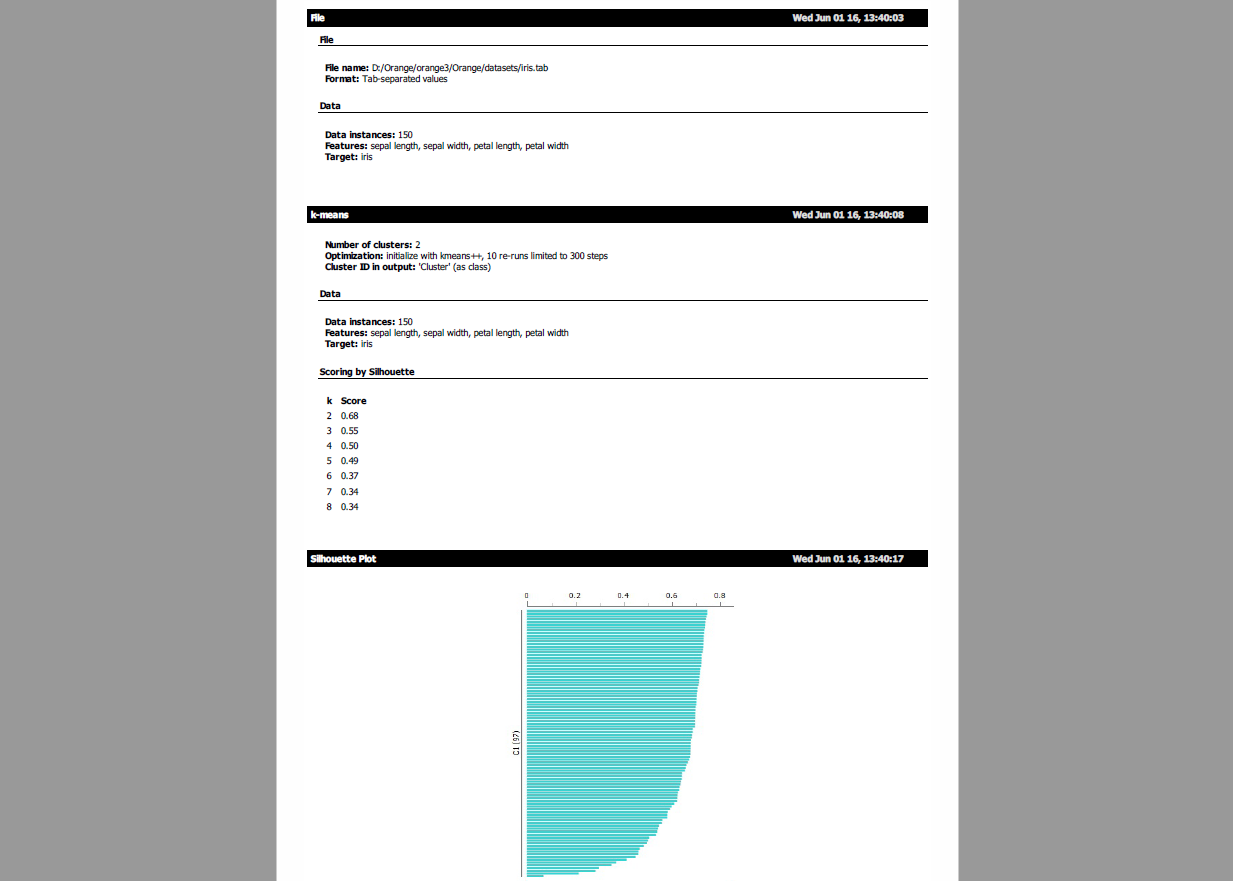 File Wed Jun 01 16, 13:40:03
File
File name: D:/Orange/orange3/Orange/datasets/iris.tab
Format: Tab-separated values
Data
Data instances: 150
Features: sepal length, sepal width, petal length, petal width
Target: iris
k-means Wed Jun 01 16, 13:40:08
Number of clusters: 2
Optimization: initialize with kmeans++, 10 re-runs limited to 300 steps
Cluster ID in output: 'Cluster' (as class)
Data
Data instances: 150
Features: sepal length, sepal width, petal length, petal width
Target: iris
Scoring by Silhouette
k Score
2 0.68
3 0.55
4 0.50
5 0.49
6 0.37
7 0.34
8 0.34
Silhouette Plot Wed Jun 01 16, 13:40:17
0 0.2 0.4 0.6 0.8
C1 (97)